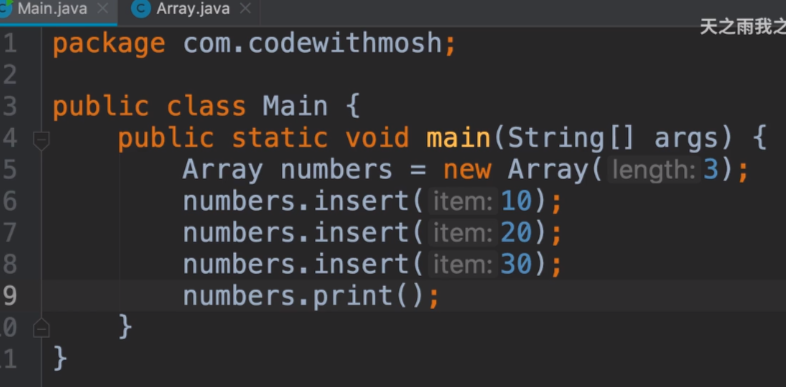 Main.java Array.java
天之雨我之
1 package com.codewithmosh;
2
3 public class Main {
4 public static void main(String[] args) {
5 Array numbers = new Array( length: 3);
6 numbers.insert( item: 10);
7 numbers.insert( item: 20);
8 numbers.insert( item: 30);
9 numbers.print();
10 }
11 }